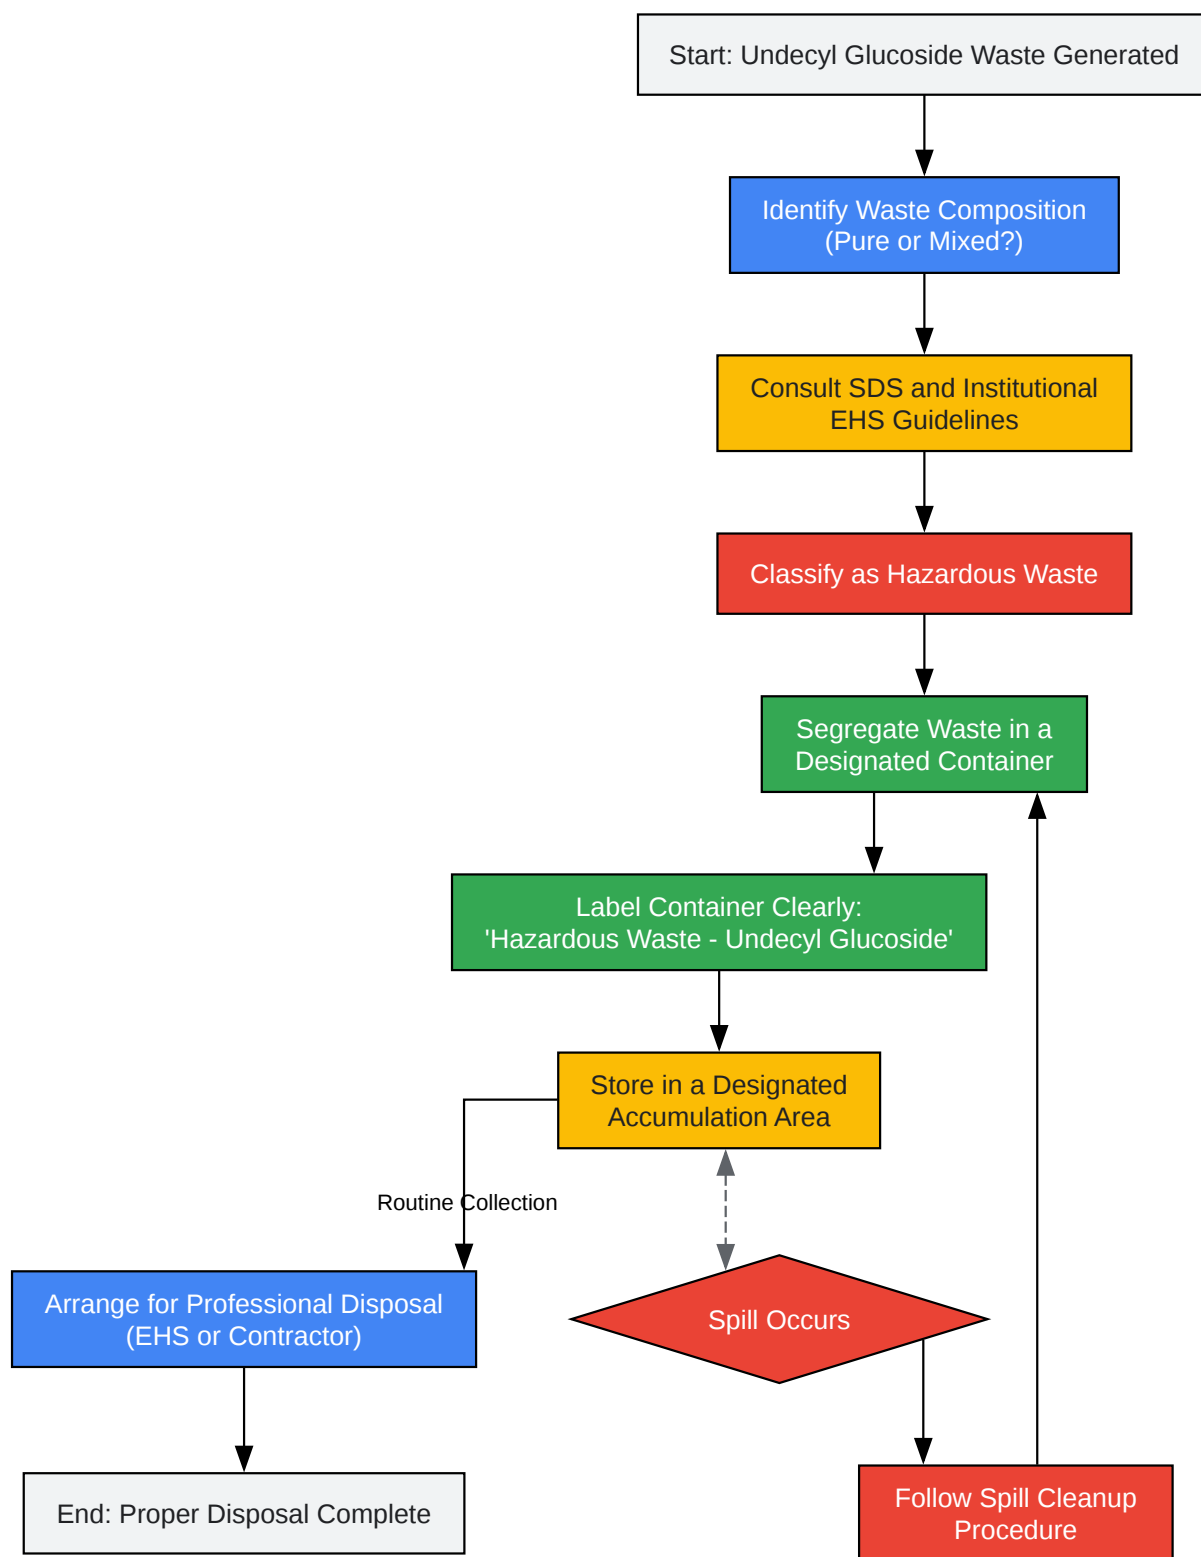 Start: Undecyl Glucoside Waste Generated
Identify Waste Composition
(Pure or Mixed?)
Consult SDS and Institutional
EHS Guidelines
Classify as Hazardous Waste
Segregate Waste in a
Designated Container
Label Container Clearly:
'Hazardous Waste - Undecyl Glucoside'
Store in a Designated
Accumulation Area
Routine Collection
Arrange for Professional Disposal
(EHS or Contractor)
Spill Occurs
End: Proper Disposal Complete
Follow Spill Cleanup
Procedure